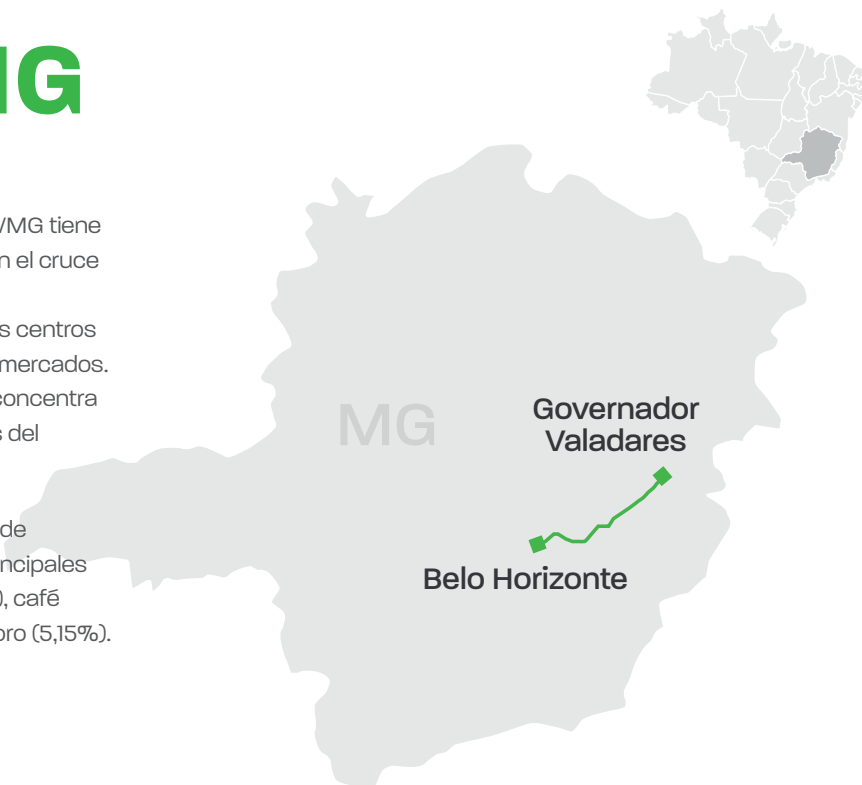 MG
/MG tiene
n el cruce
s centros
mercados.
concentra
s del
de
ncipales
), café
oro (5,15%).
MG
Governador
Valadares
Belo Horizonte